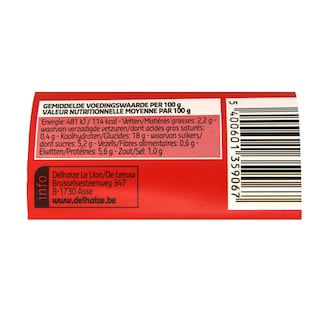 GEMIDDELDE VOEDINGSWAARDE PER 100 g
VALEUR NUTRITIONNELLE MOYENNE PAR 100 g
Energie: 481 kJ / 114 kcal - Vetten/Matières grasses: 2,2 g -
waarvan verzadigde vetzuren/dont acides gras saturés:
0,4 g - Koolhydraten/Glucides: 18 g - waarvan suikers/
dont sucres: 5,2 g - Vezels/Fibres alimentaires: 0,6 g -
Eiwitten/Protéines: 5,6 g - Zout/Sel: 1,0 g
info
Delhaize Le Lion/De Leeuw
Brusselsesteenweg 347
B-1730 Asse
www.delhaize.be
5 400601 359067